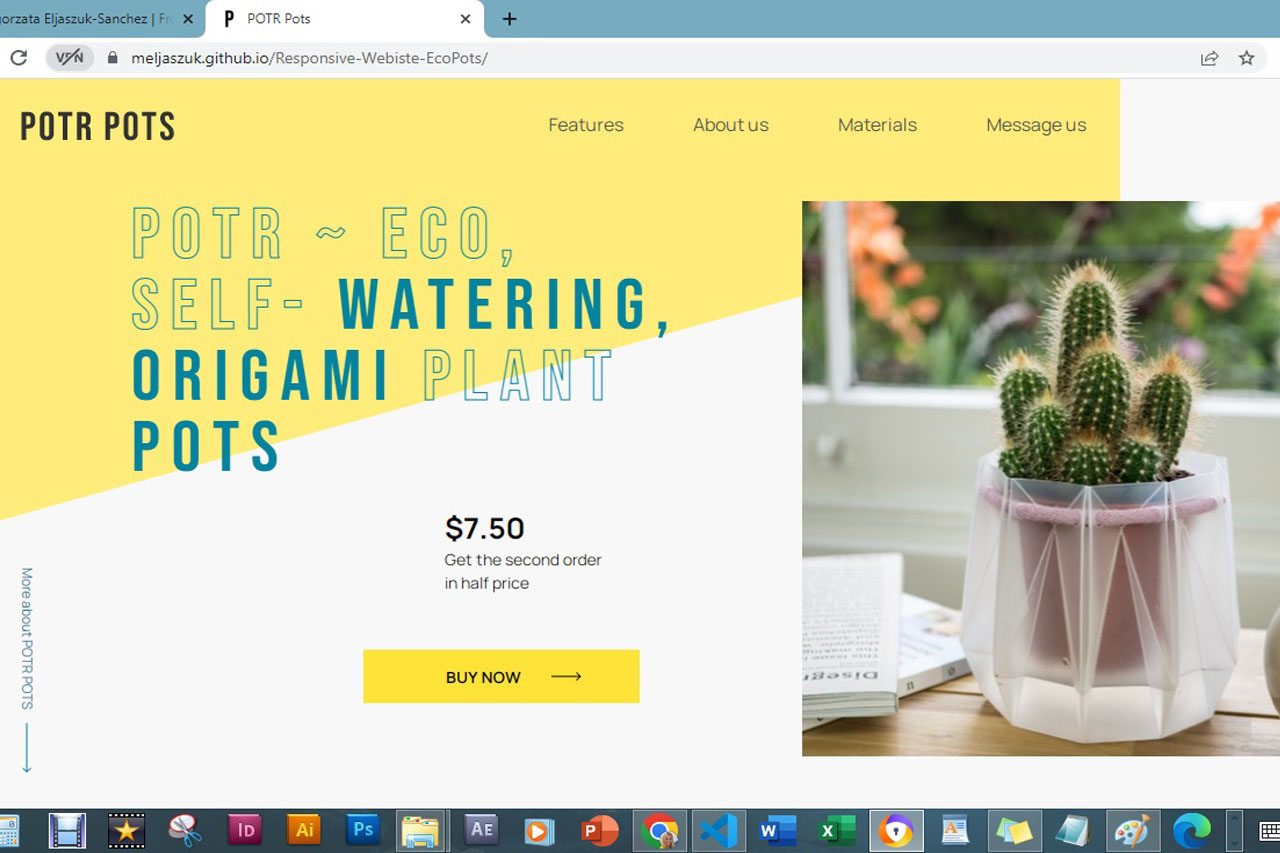 gorzata Eljaszuk-Sanchez | Fr
POTR Pots
VPN
meljaszuk.github.io/Responsive-Webiste-EcoPots/
POTR POTS
Features
About us
Materials
Message us
POTR ~ ECO,
SELF- WATERING,
ORIGAMI PLANT
POTS
$7.50
Get the second order
in half price
BUY NOW
More about POTR POTS
Id
Ai
Ps
AE
P
W
X